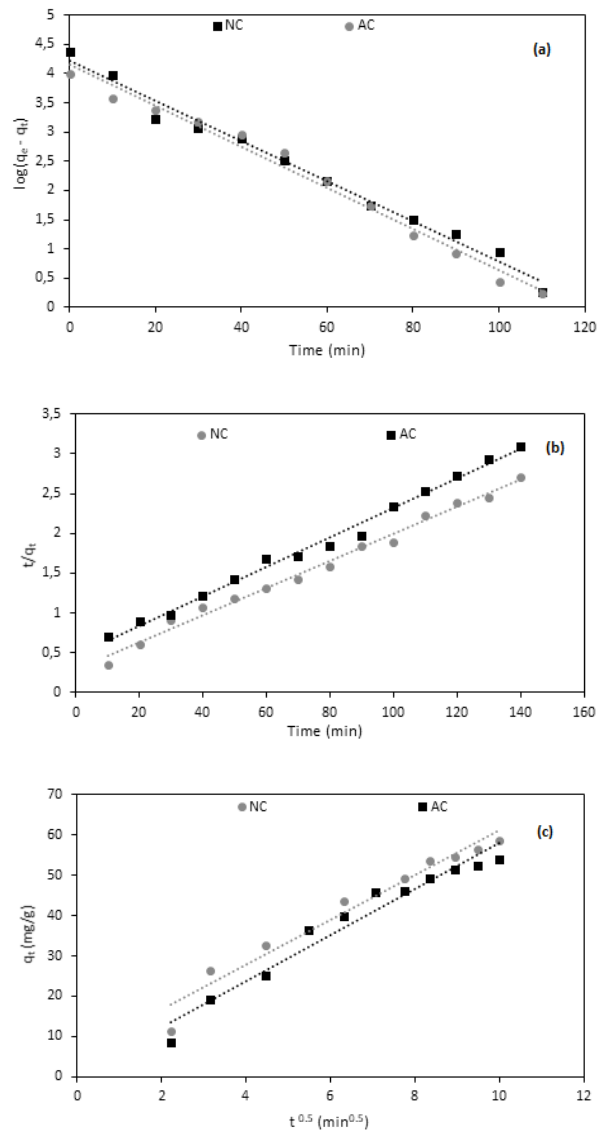 NC AC
(a)
5
4,5
4
3,5
3
2,5
2
1,5
1
0,5
0
log(qₑ - qₜ)
0 20 40 60 80 100 120
Time (min)
3,5
3
2,5
2
1,5
1
0,5
0
NC AC
(b)
t/qₜ
0 20 40 60 80 100 120 140 160
Time (min)
70
60
50
40
30
20
10
0
NC AC
(c)
qₜ (mg/g)
0 2 4 6 8 10 12
t ⁰·⁵ (min⁰·⁵)